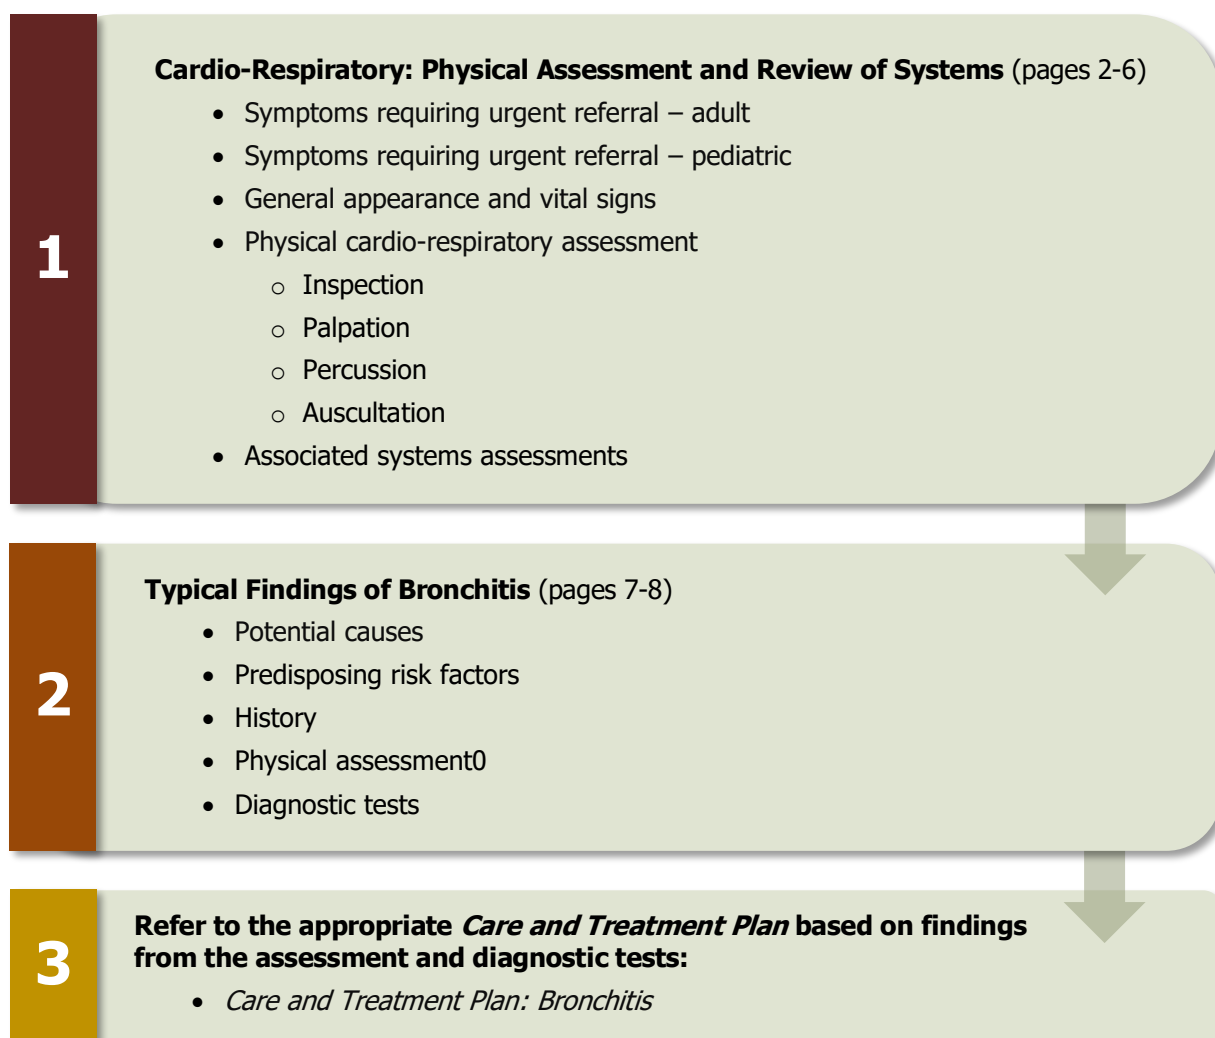 1
Cardio-Respiratory: Physical Assessment and Review of Systems (pages 2-6)
• Symptoms requiring urgent referral – adult
• Symptoms requiring urgent referral – pediatric
• General appearance and vital signs
• Physical cardio-respiratory assessment
o Inspection
o Palpation
o Percussion
o Auscultation
• Associated systems assessments
2
Typical Findings of Bronchitis (pages 7-8)
• Potential causes
• Predisposing risk factors
• History
• Physical assessment0
• Diagnostic tests
3
Refer to the appropriate Care and Treatment Plan based on findings
from the assessment and diagnostic tests:
• Care and Treatment Plan: Bronchitis